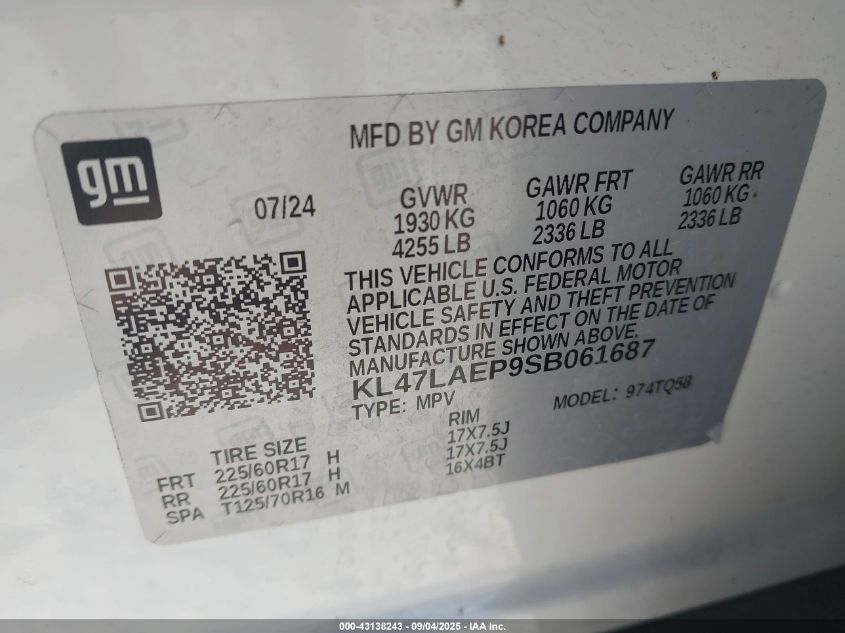 MFD BY GM KOREA COMPANY
gm
07/24
GVWR
1930 KG
4255 LB
GAWR FRT
1060 KG
2336 LB
GAWR RR
1060 KG
2336 LB
THIS VEHICLE CONFORMS TO ALL
APPLICABLE U.S. FEDERAL MOTOR
VEHICLE SAFETY AND THEFT PREVENTION
STANDARDS IN EFFECT ON THE DATE OF
MANUFACTURE SHOWN ABOVE.
KL47LAEP9SB061687
TYPE: MPV
MODEL: 974TQ58
TIRE SIZE
RIM
FRT 225/60R17 H 17X7.5J
RR 225/60R17 H 17X7.5J
SPA T125/70R16 M 16X4BT
000-43138243 - 09/04/2025 - IAA Inc.